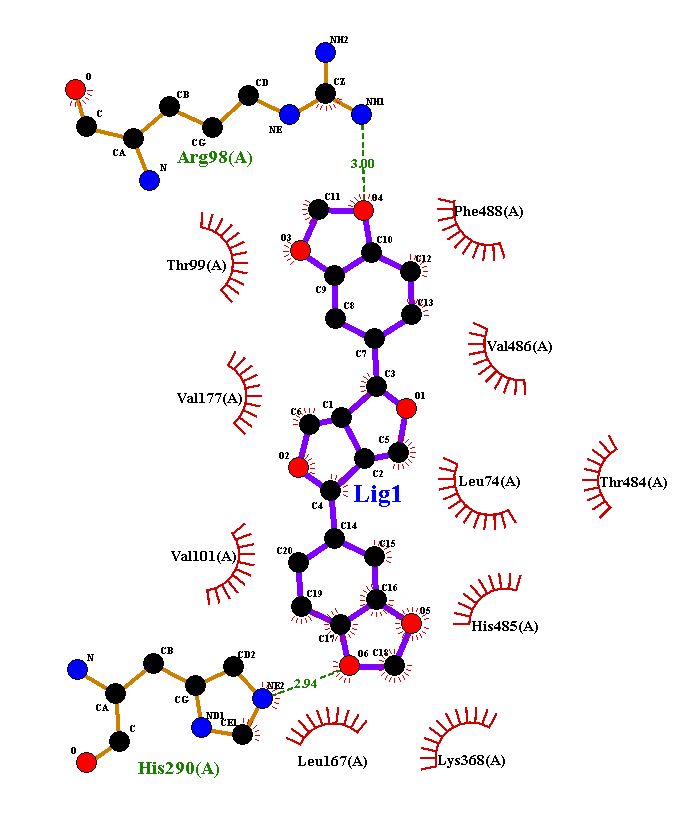 NH2
O
CD
CZ
CB
NH1
C
NE
CG
CA
Arg98(A)
3.00
N
C11
O4
Phe488(A)
O3
C10
C12
Thr99(A)
C9
C8
C13
Val486(A)
C7
C3
O1
Val177(A)
C6
C1
C5
O2
C2
Leu74(A)
Thr484(A)
Lig1
C4
C14
C20
C15
Val101(A)
C16
C19
O5
His485(A)
C17
N
CB
CD2
O6
C18
CA
CG
NE2
2.94
ND1
CE1
C
O
His290(A)
Leu167(A)
Lys368(A)